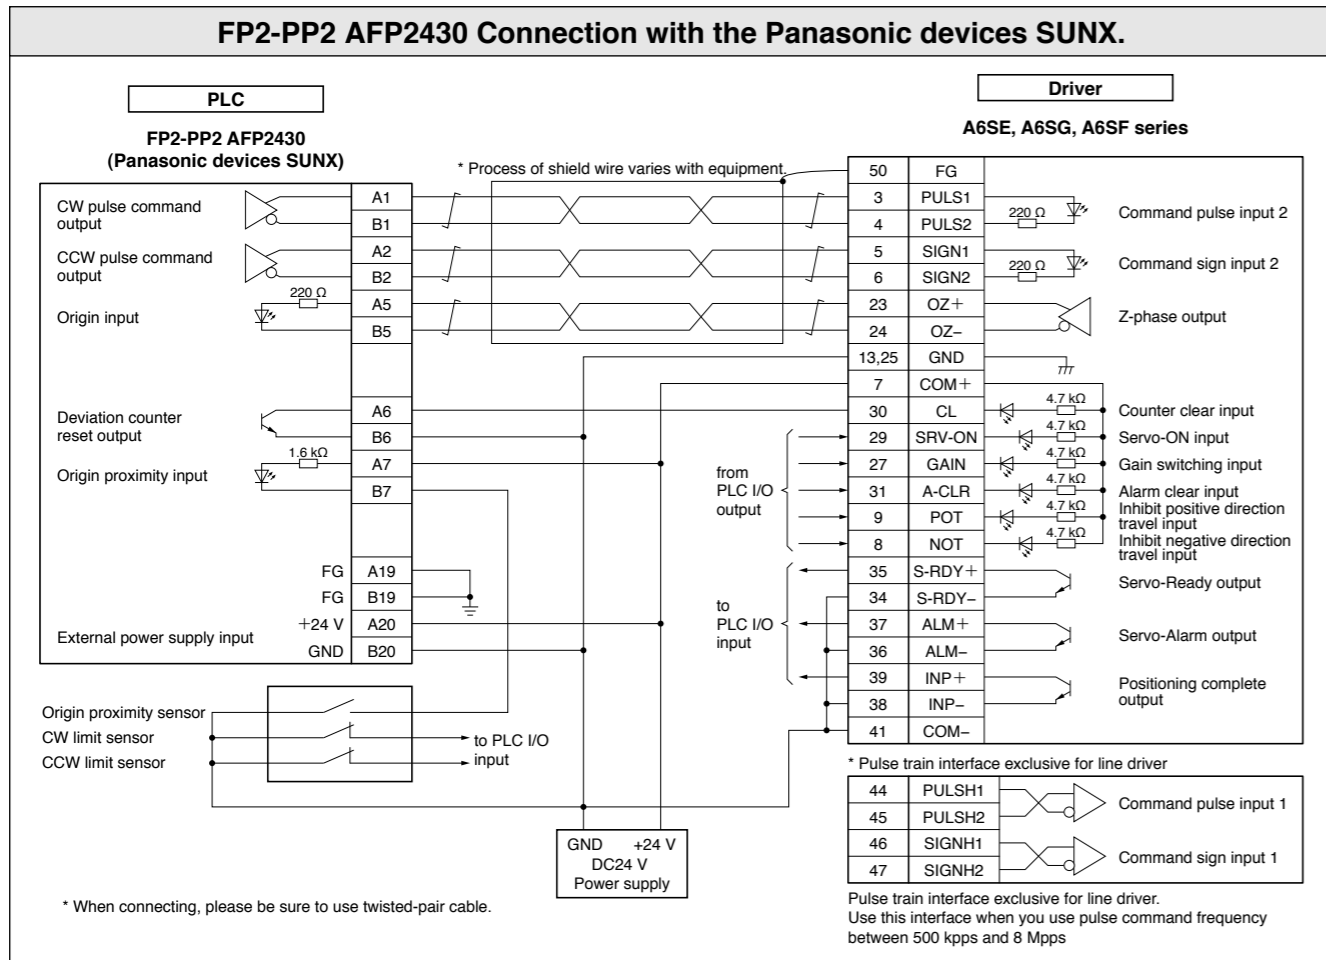 FP2-PP2 AFP2430 Connection with the Panasonic devices SUNX.
PLC
FP2-PP2 AFP2430
(Panasonic devices SUNX)
Driver
A6SE, A6SG, A6SF series
* Process of shield wire varies with equipment.
CW pulse command
output
A1
B1
CCW pulse command
output
A2
B2
Origin input
220 Ω
A5
B5
Deviation counter
reset output
A6
B6
Origin proximity input
1.6 kΩ
A7
B7
FG A19
FG B19
External power supply input
+24 V A20
GND B20
Origin proximity sensor
CW limit sensor
CCW limit sensor
to PLC I/O
input
GND +24 V
DC24 V
Power supply
* When connecting, please be sure to use twisted-pair cable.
from
PLC I/O
output
to
PLC I/O
input
50 FG
3 PULS1
4 PULS2
220 Ω
Command pulse input 2
5 SIGN1
6 SIGN2
220 Ω
Command sign input 2
23 OZ+
24 OZ−
Z-phase output
13,25 GND
7 COM+
30 CL 4.7 kΩ Counter clear input
29 SRV-ON 4.7 kΩ Servo-ON input
27 GAIN 4.7 kΩ Gain switching input
31 A-CLR 4.7 kΩ Alarm clear input
9 POT 4.7 kΩ Inhibit positive direction
travel input
8 NOT 4.7 kΩ Inhibit negative direction
travel input
35 S-RDY+
34 S-RDY−
Servo-Ready output
37 ALM+
36 ALM−
Servo-Alarm output
39 INP+
38 INP−
Positioning complete
output
41 COM−
* Pulse train interface exclusive for line driver
44 PULSH1
45 PULSH2
Command pulse input 1
46 SIGNH1
47 SIGNH2
Command sign input 1
Pulse train interface exclusive for line driver.
Use this interface when you use pulse command frequency
between 500 kpps and 8 Mpps